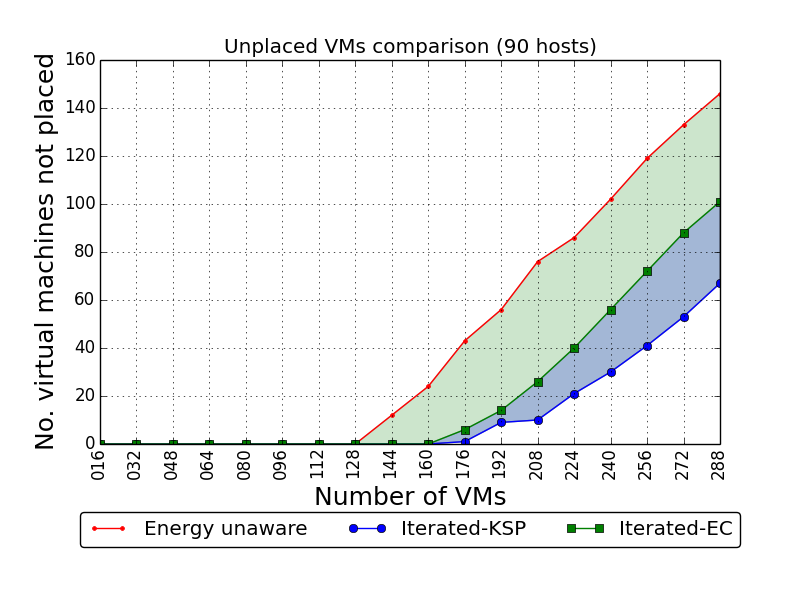 Unplaced VMs comparison (90 hosts)
No. virtual machines not placed
160
140
120
100
80
60
40
20
0
016 032 048 064 080 096 112 128 144 160 176 192 208 224 240 256 272 288
Number of VMs
Energy unaware Iterated-KSP Iterated-EC